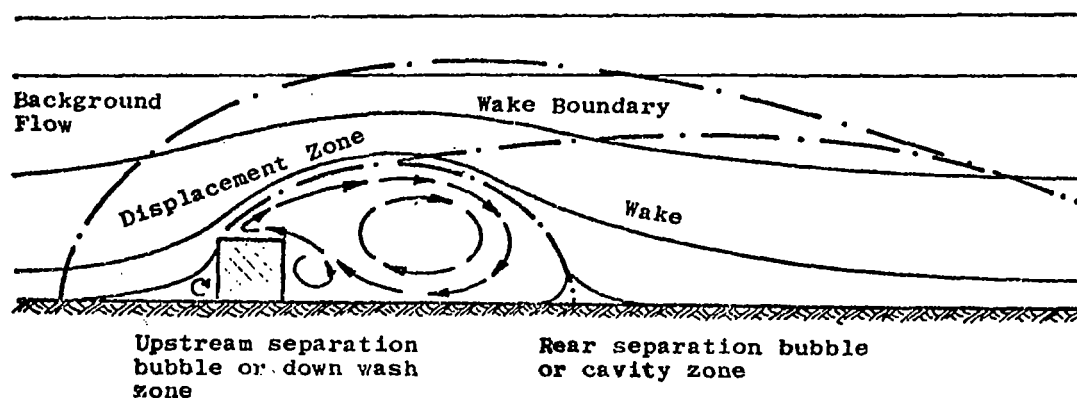 Background
Flow
Wake Boundary
Displacement Zone
Wake
Upstream separation
bubble or down wash
zone
Rear separation bubble
or cavity zone